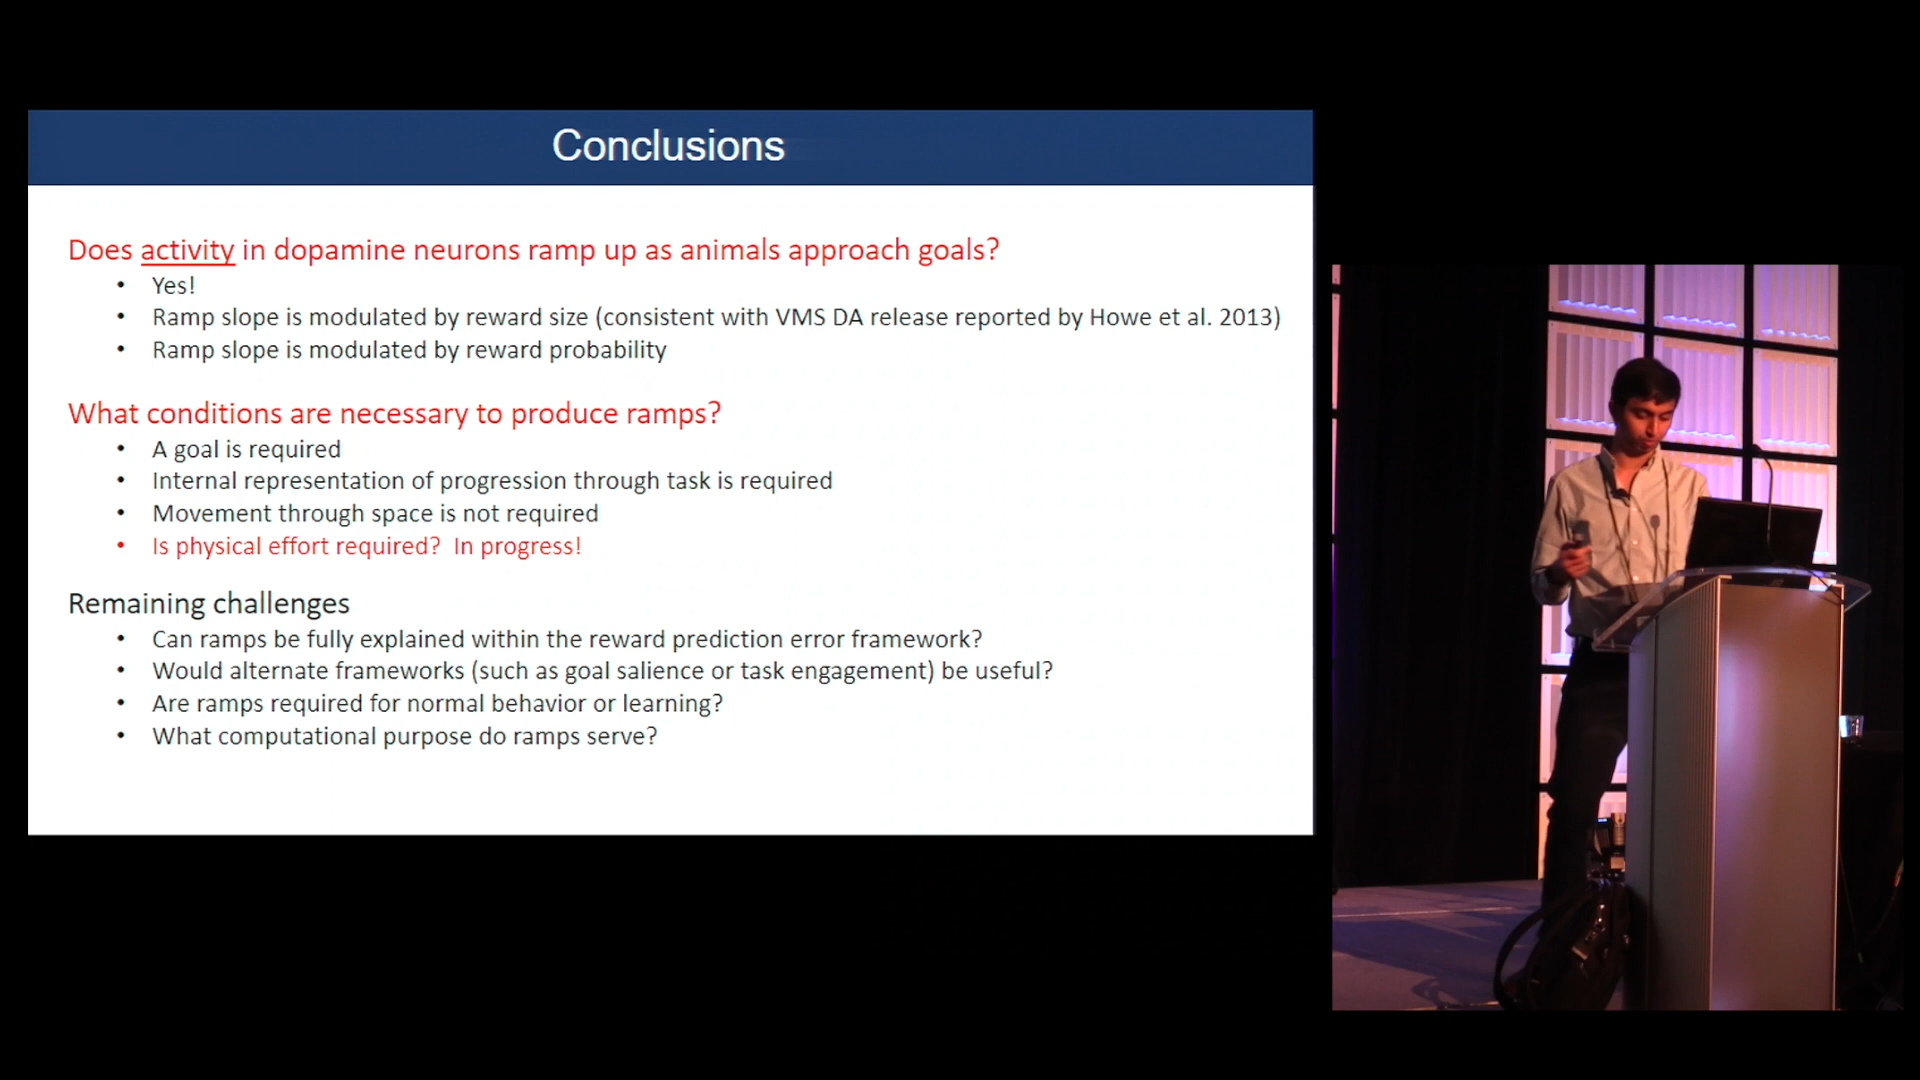 Conclusions
Does activity in dopamine neurons ramp up as animals approach goals?
• Yes!
• Ramp slope is modulated by reward size (consistent with VMS DA release reported by Howe et al. 2013)
• Ramp slope is modulated by reward probability
What conditions are necessary to produce ramps?
• A goal is required
• Internal representation of progression through task is required
• Movement through space is not required
• Is physical effort required? In progress!
Remaining challenges
• Can ramps be fully explained within the reward prediction error framework?
• Would alternate frameworks (such as goal salience or task engagement) be useful?
• Are ramps required for normal behavior or learning?
• What computational purpose do ramps serve?